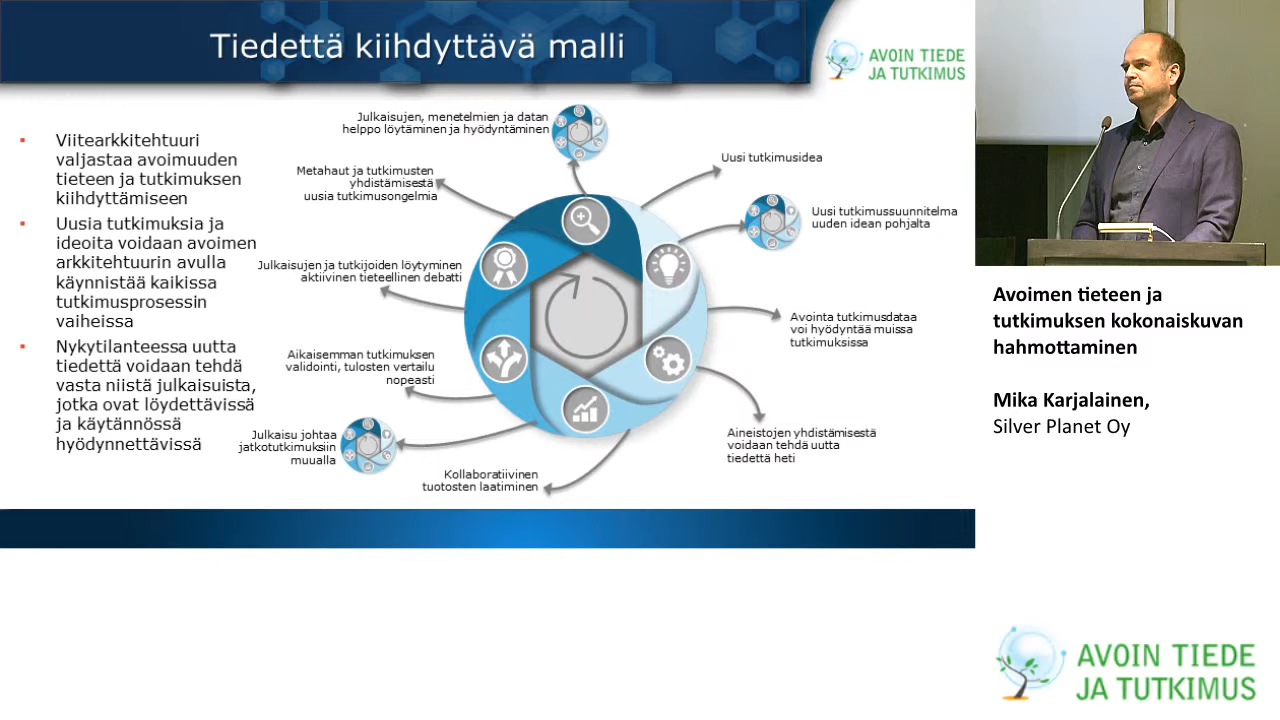 Tiedettä kiihdyttävä malli
AVOIN TIEDE
JA TUTKIMUS
▪ Viitearkkitehtuuri
valjastaa avoimuuden
tieteen ja tutkimuksen
kiihdyttämiseen
▪ Uusia tutkimuksia ja
ideoita voidaan avoimen
arkkitehtuurin avulla
käynnistää kaikissa
tutkimusprosessin
vaiheissa
▪ Nykytilanteessa uutta
tiedettä voidaan tehdä
vasta niistä julkaisuista,
jotka ovat löydettävissä
ja käytännössä
hyödynnettävissä
Julkaisujen, menetelmien ja datan
helppo löytäminen ja hyödyntäminen
Metahaut ja tutkimusten
yhdistämisestä
uusia tutkimusongelmia
Julkaisujen ja tutkijoiden löytyminen
aktiivinen tieteellinen debatti
Aikaisemman tutkimuksen
validointi, tulosten vertailu
nopeasti
Julkaisu johtaa
jatkotutkimuksiin
muualla
Kollaboratiivinen
tuotosten laatiminen
Uusi tutkimusidea
Uusi tutkimussuunnitelma
uuden idean pohjalta
Avointa tutkimusdataa
voi hyödyntää muissa
tutkimuksissa
Aineistojen yhdistämisestä
voidaan tehdä uutta
tiedettä heti
Avoimen tieteen ja
tutkimuksen kokonaiskuvan
hahmottaminen
Mika Karjalainen,
Silver Planet Oy
AVOIN TIEDE
JA TUTKIMUS